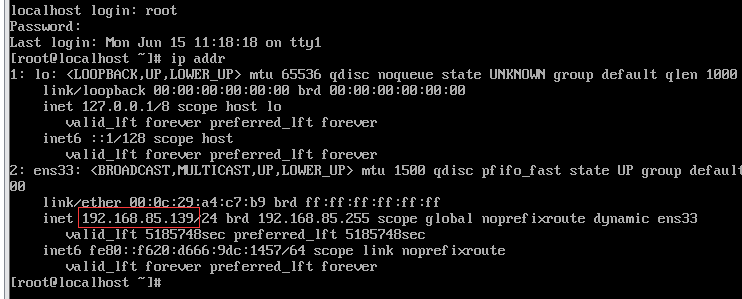 localhost login: root
Password:
Last login: Mon Jun 15 11:18:18 on tty1
[root@localhost ~]# ip addr
1: lo: <LOOPBACK,UP,LOWER_UP> mtu 65536 qdisc noqueue state UNKNOWN group default qlen 1000
    link/loopback 00:00:00:00:00:00 brd 00:00:00:00:00:00
    inet 127.0.0.1/8 scope host lo
       valid_lft forever preferred_lft forever
    inet6 ::1/128 scope host
       valid_lft forever preferred_lft forever
2: ens33: <BROADCAST,MULTICAST,UP,LOWER_UP> mtu 1500 qdisc pfifo_fast state UP group default
00
    link/ether 00:0c:29:a4:c7:b9 brd ff:ff:ff:ff:ff:ff
    inet 192.168.85.139/24 brd 192.168.85.255 scope global noprefixroute dynamic ens33
       valid_lft 5185748sec preferred_lft 5185748sec
    inet6 fe80::f620:d666:9dc:1457/64 scope link noprefixroute
       valid_lft forever preferred_lft forever
[root@localhost ~]#